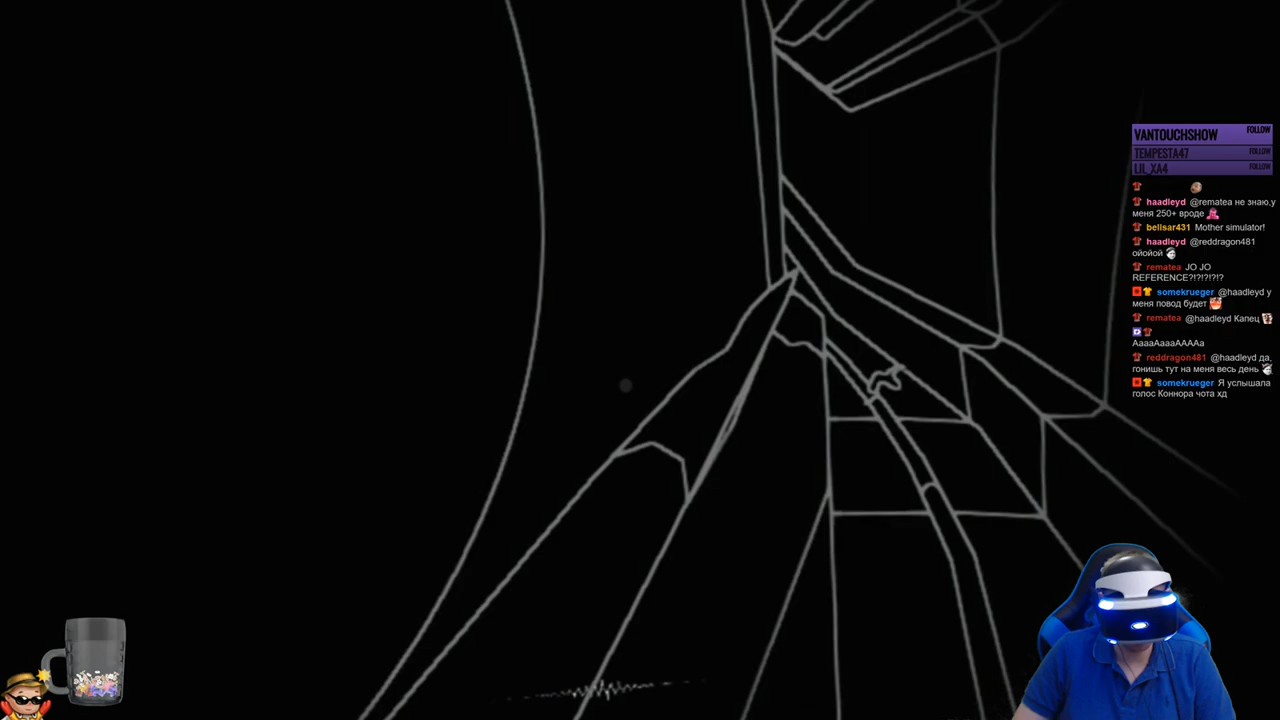 VANTOUCHSHOW FOLLOW
TEMPESTA47 FOLLOW
LIL_XA4 FOLLOW
haadleyd @rematea не знаю,у
меня 250+ вроде
belisar431 Mother simulator!
haadleyd @reddragon481
ойойой
rematea JO JO
REFERENCE?!?!?!?!?
somekrueger @haadleyd у
меня повод будет
rematea @haadleyd Капец
АаааАаааАААAа
reddragon481 @haadleyd да,
гонишь тут на меня весь день
somekrueger Я услышала
голос Коннора чота хд